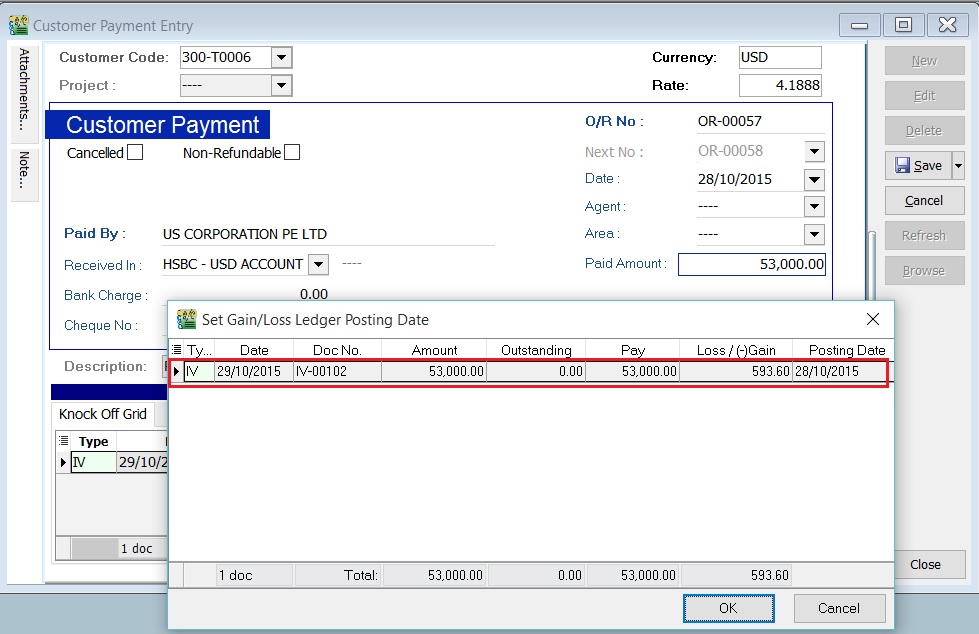 Customer Payment Entry
Attachments...
Note...
Customer Code: 300-T0006
Currency: USD
Project : ----
Rate: 4.1888
Customer Payment
Cancelled
Non-Refundable
O/R No : OR-00057
Next No : OR-00058
Date : 28/10/2015
Agent : ----
Area : ----
Paid By : US CORPORATION PE LTD
Received In : HSBC - USD ACCOUNT ----
Paid Amount : 53,000.00
Bank Charge : 0.00
Cheque No :
Description:
New
Edit
Delete
Save
Cancel
Refresh
Browse
Close
Knock Off Grid
Type
IV 29/10/2
1 doc
Set Gain/Loss Ledger Posting Date
Ty... Date Doc No. Amount Outstanding Pay Loss / (-)Gain Posting Date
IV 29/10/2015 IV-00102 53,000.00 0.00 53,000.00 593.60 28/10/2015
1 doc Total: 53,000.00 0.00 53,000.00 593.60
OK Cancel